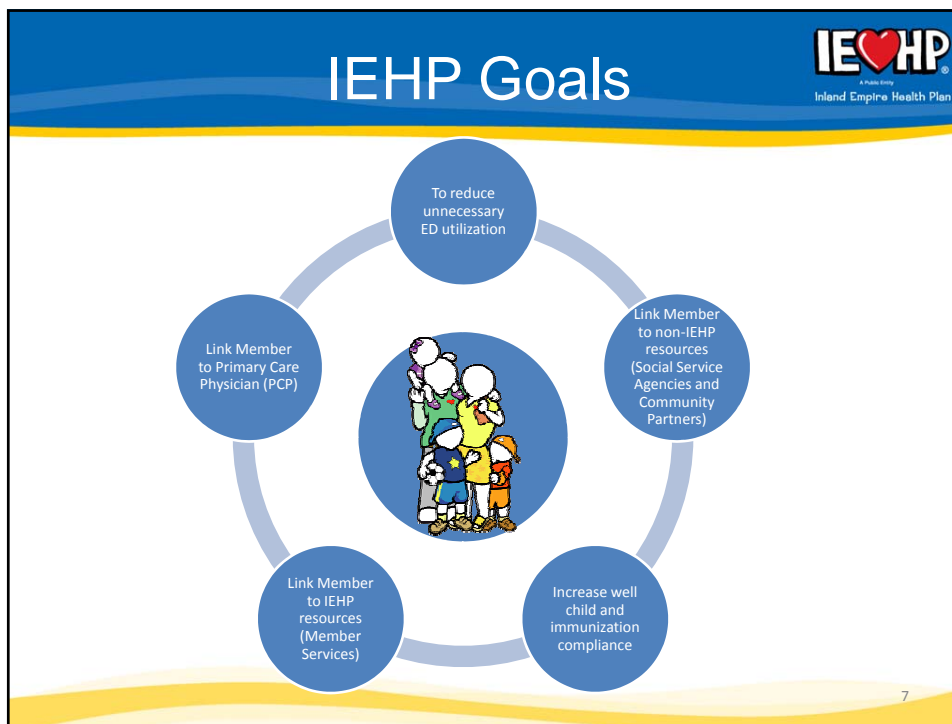 IEHP Goals
IEHP®
A Public Entity
Inland Empire Health Plan
To reduce
unnecessary
ED utilization
Link Member
to non-IEHP
resources
(Social Service
Agencies and
Community
Partners)
Increase well
child and
immunization
compliance
Link Member
to IEHP
resources
(Member
Services)
Link Member
to Primary Care
Physician (PCP)
7